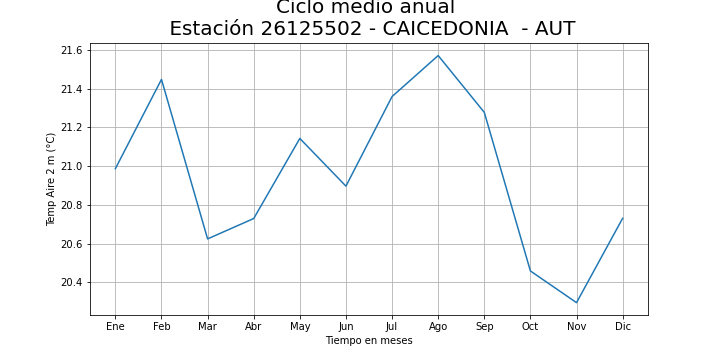 Ciclo medio anual
Estación 26125502 - CAICEDONIA  - AUT
21.6
21.4
21.2
21.0
20.8
20.6
20.4
Temp Aire 2 m (°C)
Ene Feb Mar Abr May Jun Jul Ago Sep Oct Nov Dic
Tiempo en meses